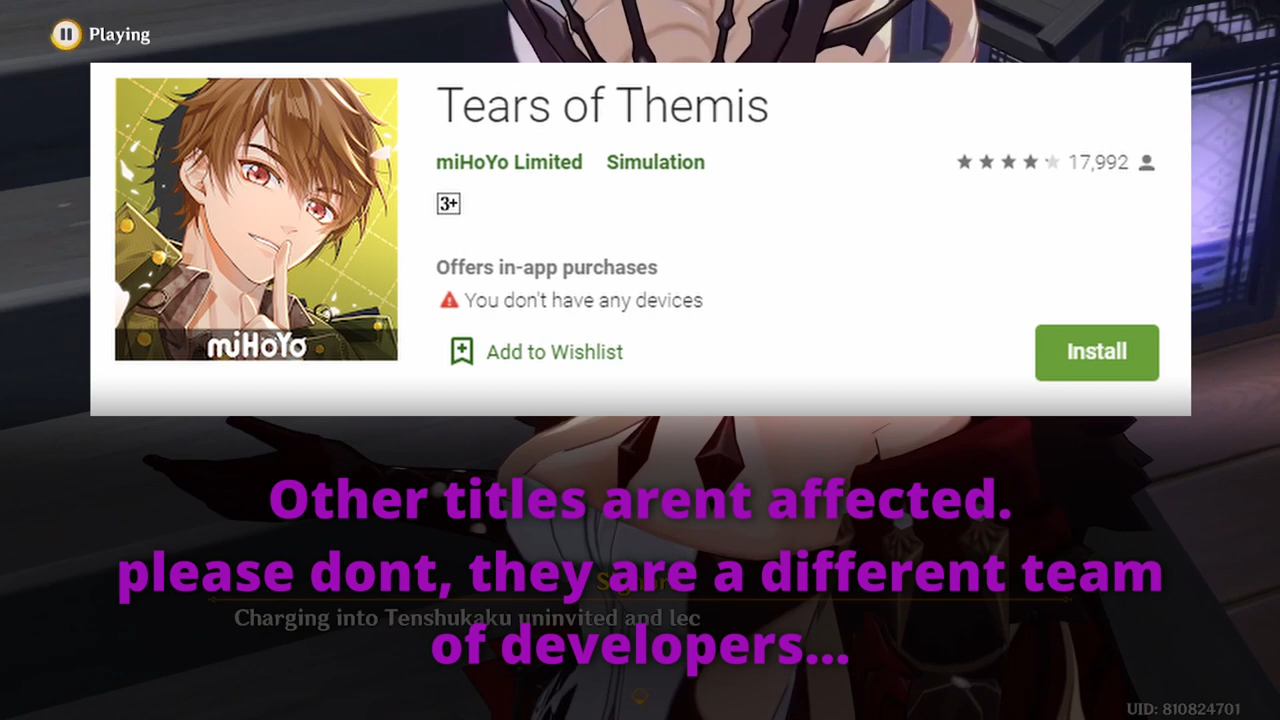 Playing
Tears of Themis
miHoYo Limited Simulation
17,992
3+
Offers in-app purchases
You don't have any devices
miHoYo
Add to Wishlist
Install
Other titles arent affected.
please dont, they are a different team
Signora
Charging into Tenshukaku uninvited and lec
of developers...
UID: 810824701